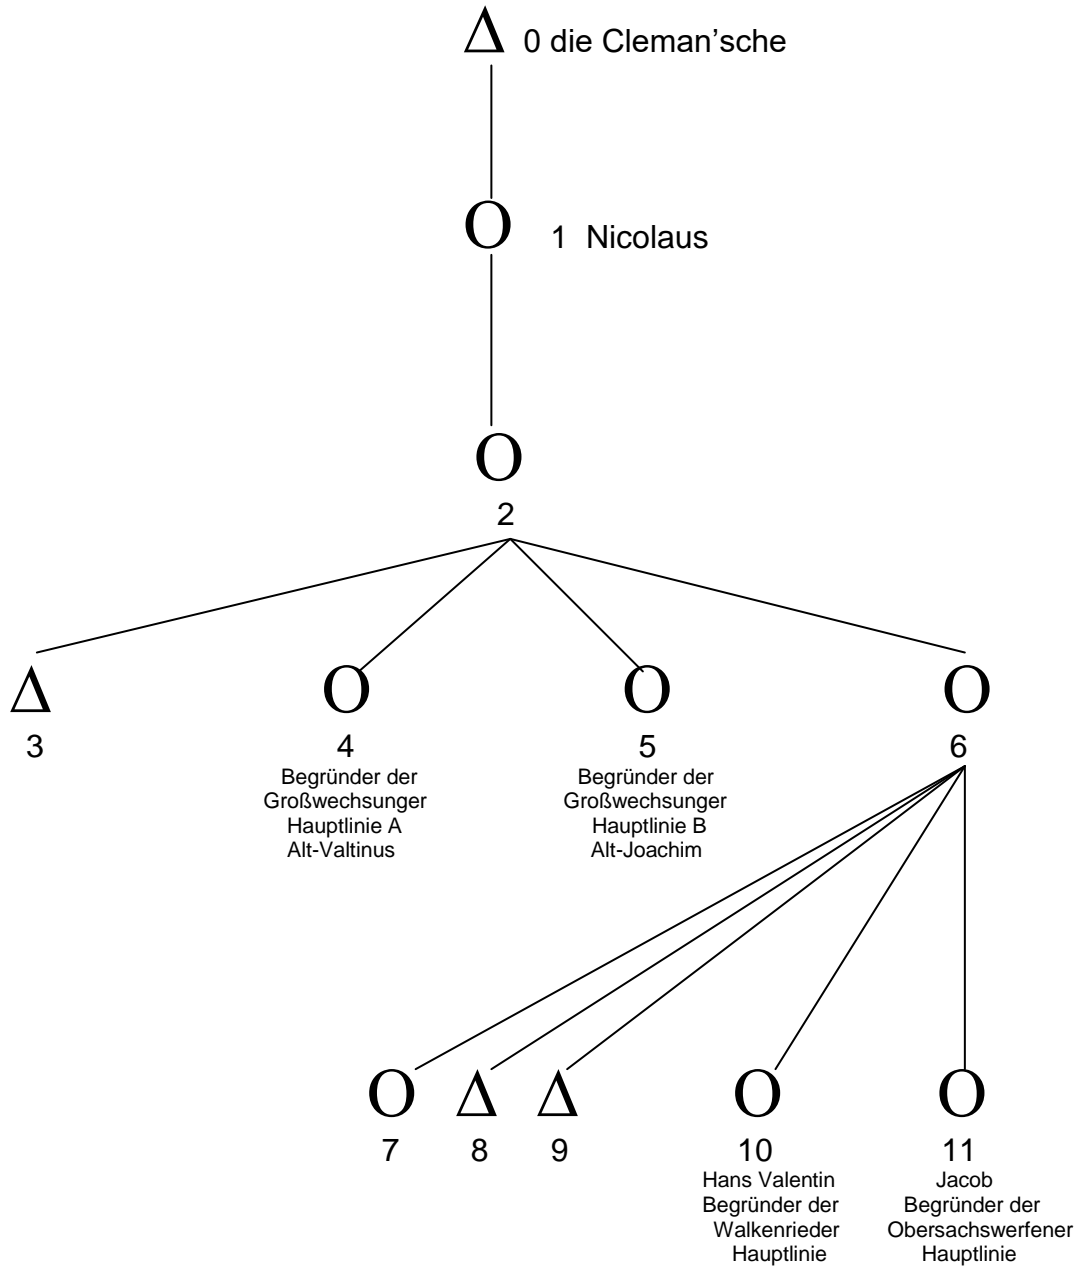 Δ 0 die Cleman'sche
O 1 Nicolaus
O
2
Δ O O O
3 4 5 6
Begründer der
Großwechsunger
Hauptlinie A
Alt-Valtinus
Begründer der
Großwechsunger
Hauptlinie B
Alt-Joachim
O Δ Δ O O
7 8 9 10 11
Hans Valentin
Begründer der
Walkenrieder
Hauptlinie
Jacob
Begründer der
Obersachswerfener
Hauptlinie